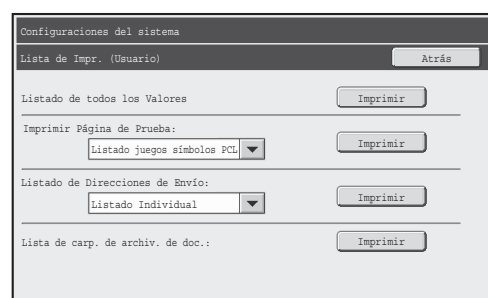 Configuraciones del sistema
Lista de Impr. (Usuario) Atrás
Listado de todos los Valores Imprimir
Imprimir Página de Prueba:
Listado juegos símbolos PCL Imprimir
Listado de Direcciones de Envío:
Listado Individual Imprimir
Lista de carp. de archiv. de doc.: Imprimir